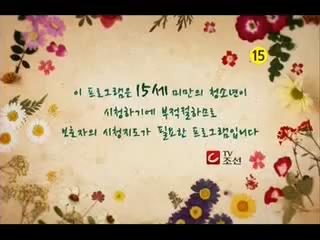 15
이 프로그램은 15세 미만의 청소년이
시청하기에 부적절하므로
보호자의 시청지도가 필요한 프로그램입니다
TV
조선